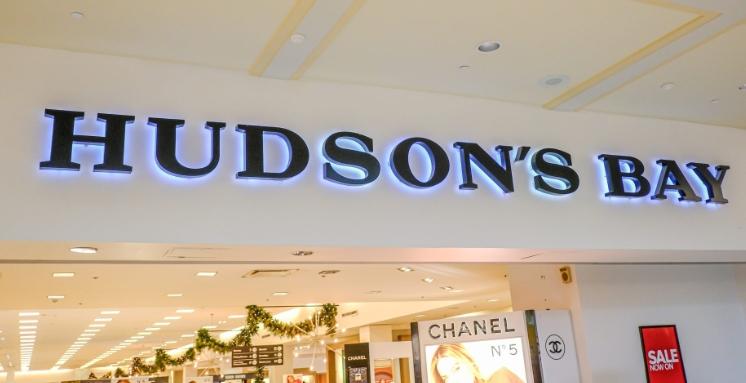 HUDSON'S BAY
CHANEL
N°5
CHANEL
SALE
NOW ON